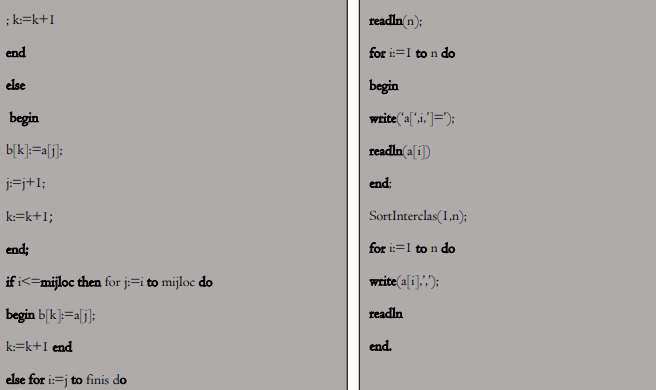 ; k:=k+1
end
else
begin
b[k]:=a[j];
j:=j+1;
k:=k+1;
end;
if i<=mijloc then for j:=i to mijloc do
begin b[k]:=a[j];
k:=k+1 end
else for i:=j to finis do
readln(n);
for i:=1 to n do
begin
write(‘a[‘,i,’]=’);
readln(a[i])
end;
SortInterclas(1,n);
for i:=1 to n do
write(a[i],’,’);
readln
end.